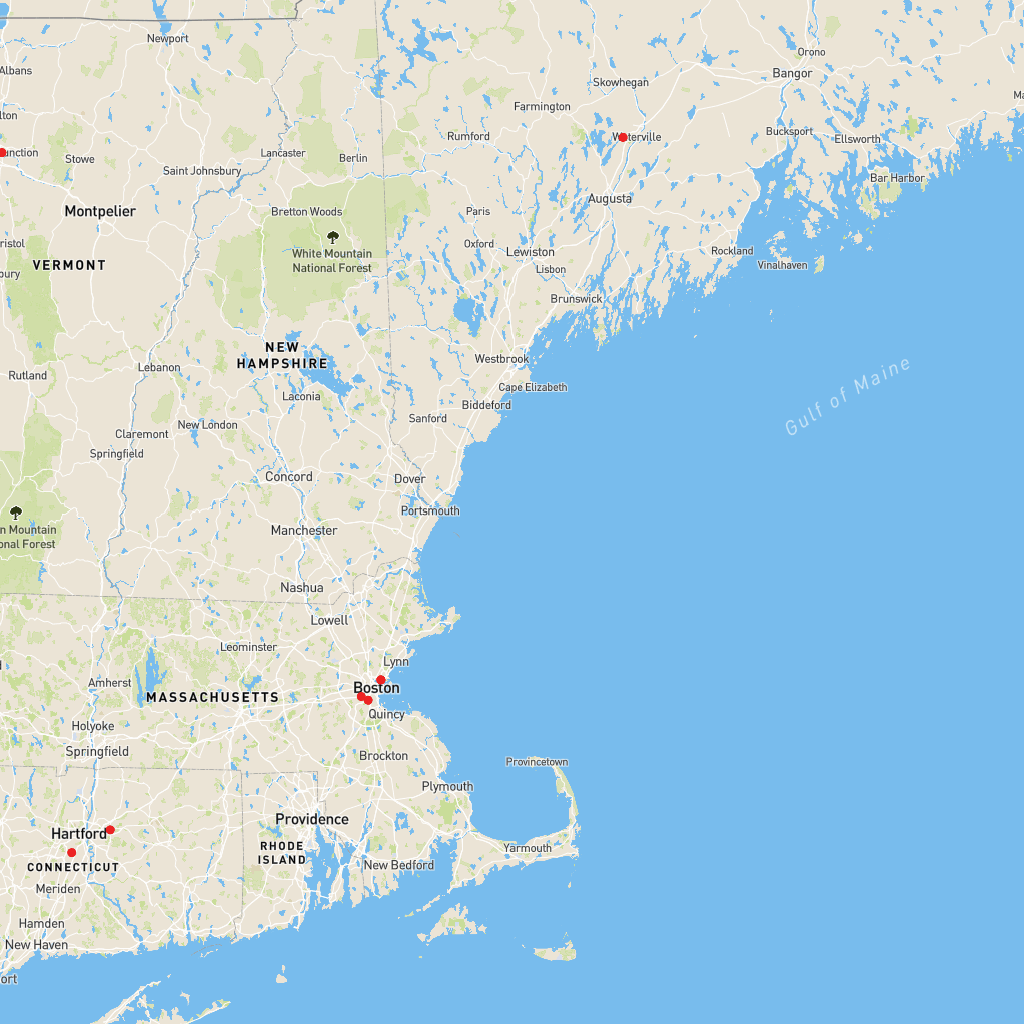 Newport
Albans
Orono
Bangor
Skowhegan
Farmington
Rumford
Waterville
Bucksport
Ellsworth
Lancaster
Berlin
Stowe
Saint Johnsbury
Bar Harbor
Augusta
Montpelier
Bretton Woods
Paris
Oxford
Lewiston
Rockland
White Mountain
National Forest
VERMONT
Lisbon
Vinalhaven
Brunswick
NEW
HAMPSHIRE
Westbrook
Lebanon
Rutland
Gulf of Maine
Cape Elizabeth
Laconia
Biddeford
Sanford
New London
Claremont
Springfield
Concord
Dover
Portsmouth
Manchester
n Mountain
onal Forest
Nashua
Lowell
Leominster
Lynn
Amherst
Boston
MASSACHUSETTS
Quincy
Holyoke
Springfield
Brockton
Provincetown
Plymouth
Providence
Hartford
RHODE
ISLAND
Yarmouth
CONNECTICUT
New Bedford
Meriden
Hamden
New Haven
ort